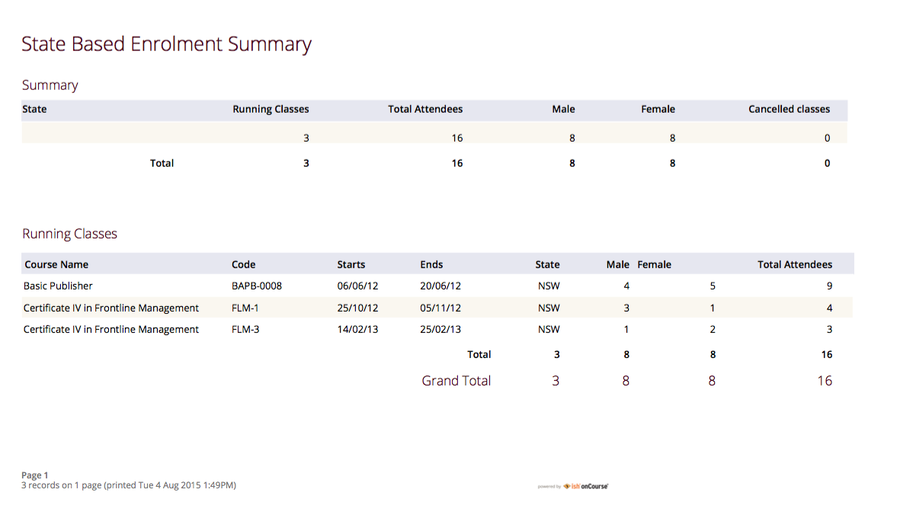 State Based Enrolment Summary
Summary
State Running Classes Total Attendees Male Female Cancelled classes
3 16 8 8 0
Total 3 16 8 8 0
Running Classes
Course Name Code Starts Ends State Male Female Total Attendees
Basic Publisher BAPB-0008 06/06/12 20/06/12 NSW 4 5 9
Certificate IV in Frontline Management FLM-1 25/10/12 05/11/12 NSW 3 1 4
Certificate IV in Frontline Management FLM-3 14/02/13 25/02/13 NSW 1 2 3
Total 3 8 8 16
Grand Total 3 8 8 16
Page 1
3 records on 1 page (printed Tue 4 Aug 2015 1:49PM)
powered by ish onCourse